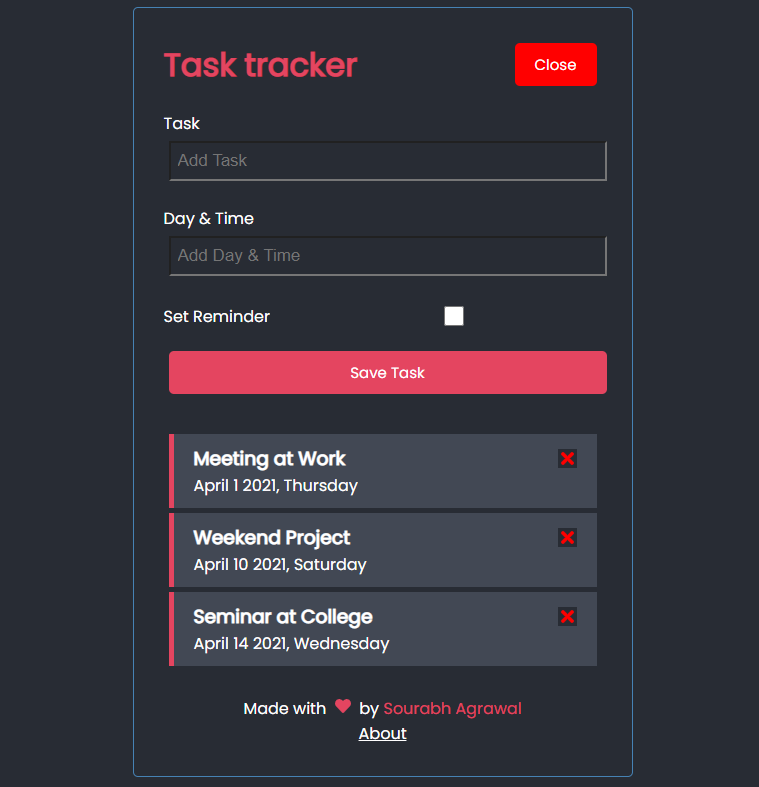 Task tracker
Close
Task
Add Task
Day & Time
Add Day & Time
Set Reminder
Save Task
Meeting at Work
April 1 2021, Thursday
Weekend Project
April 10 2021, Saturday
Seminar at College
April 14 2021, Wednesday
Made with by Sourabh Agrawal
About